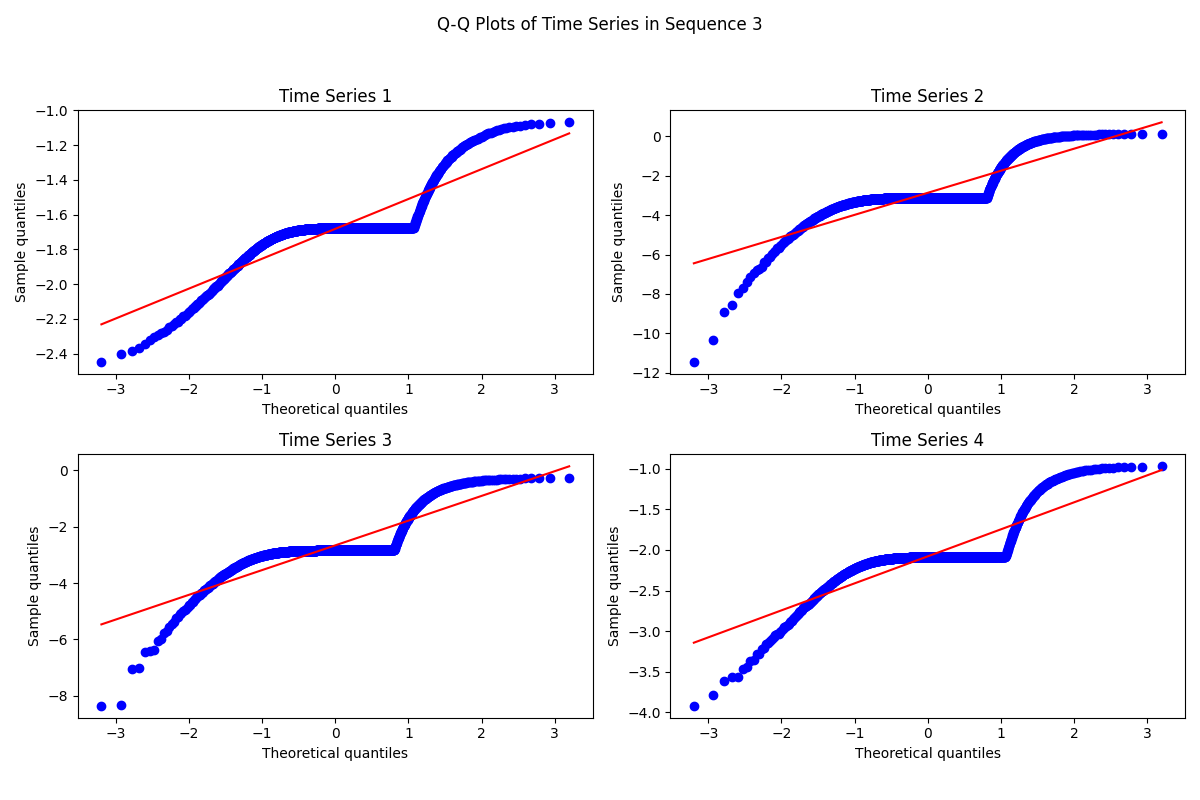 Q-Q Plots of Time Series in Sequence 3
Time Series 1
−1.0
−1.2
−1.4
−1.6
−1.8
−2.0
−2.2
−2.4
Sample quantiles
−3 −2 −1 0 1 2 3
Theoretical quantiles
Time Series 2
0
−2
−4
−6
−8
−10
−12
Sample quantiles
−3 −2 −1 0 1 2 3
Theoretical quantiles
Time Series 3
0
−2
−4
−6
−8
Sample quantiles
−3 −2 −1 0 1 2 3
Theoretical quantiles
Time Series 4
−1.0
−1.5
−2.0
−2.5
−3.0
−3.5
−4.0
Sample quantiles
−3 −2 −1 0 1 2 3
Theoretical quantiles